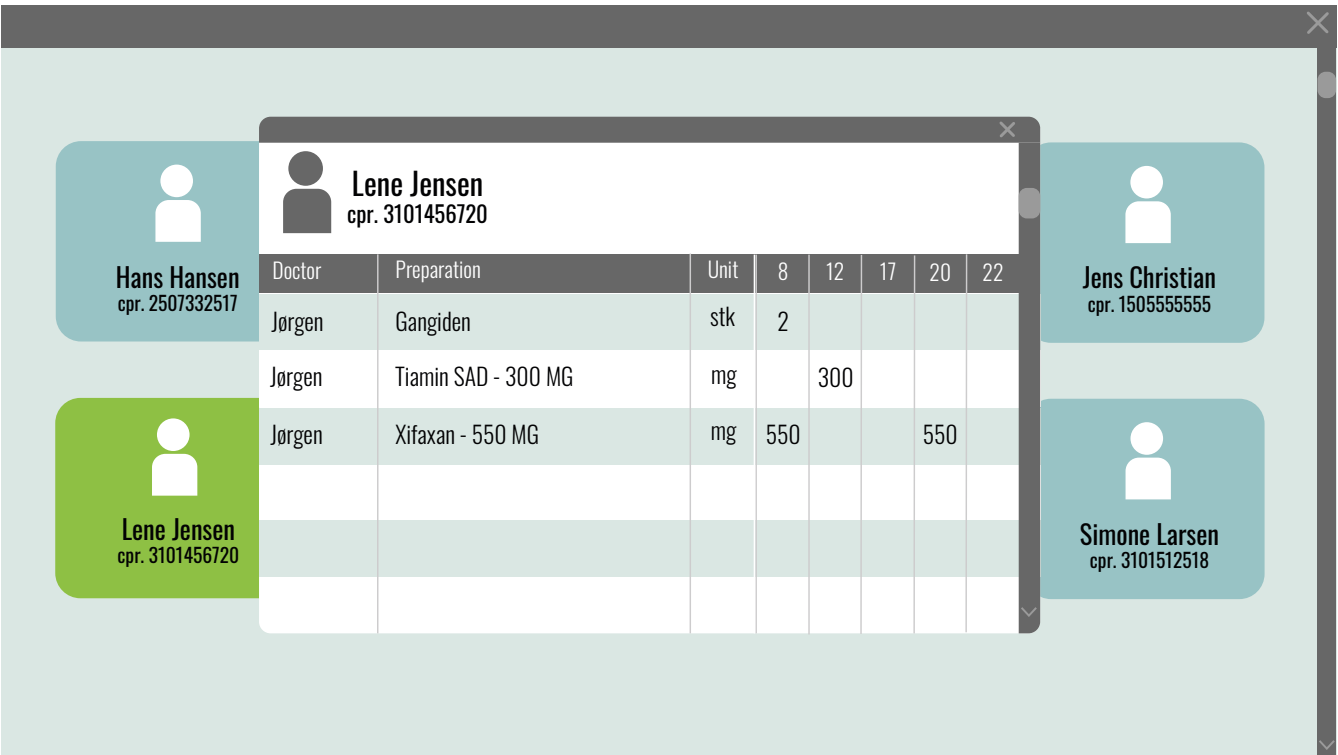 Lene Jensen
cpr. 3101456720
Doctor Preparation Unit 8 12 17 20 22
Jørgen Gangiden stk 2
Jørgen Tiamin SAD - 300 MG mg 300
Jørgen Xifaxan - 550 MG mg 550 550
Hans Hansen
cpr. 2507332517
Lene Jensen
cpr. 3101456720
Jens Christian
cpr. 1505555555
Simone Larsen
cpr. 3101512518